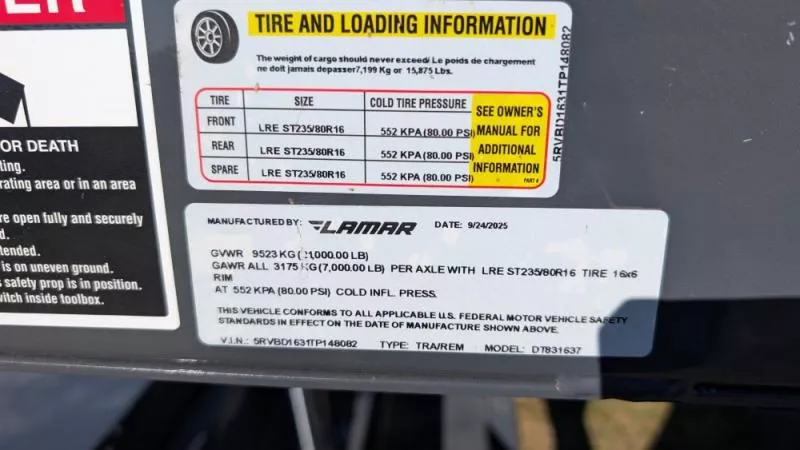 TIRE AND LOADING INFORMATION
The weight of cargo should never exceed/ Le poids de chargement
ne doit jamais depasser7,199 Kg or 15,875 Lbs.
TIRE SIZE COLD TIRE PRESSURE
FRONT LRE ST235/80R16 552 KPA(80.00 PSI)
REAR LRE ST235/80R16 552 KPA(80.00 PSI)
SPARE LRE ST235/80R16 552 KPA(80.00 PSI)
SEE OWNER'S
MANUAL FOR
ADDITIONAL
INFORMATION
PART #
5RVBD1631TP148082
OR DEATH
ting.
rating area or in an area
re open fully and securely
d.
tended.
is on uneven ground.
safety prop is in position.
witch inside toolbox.
MANUFACTURED BY: LAMAR DATE: 9/24/2025
GVWR 9523 KG ( 1,000.00 LB)
GAWR ALL 3175 KG(7,000.00 LB) PER AXLE WITH LRE ST235/80R16 TIRE 16x6
RIM
AT 552 KPA (80.00 PSI) COLD INFL. PRESS.
THIS VEHICLE CONFORMS TO ALL APPLICABLE U.S. FEDERAL MOTOR VEHICLE SAFETY
STANDARDS IN EFFECT ON THE DATE OF MANUFACTURE SHOWN ABOVE.
V.I.N.: 5RVBD1631TP148082 TYPE: TRA/REM MODEL: DT831637